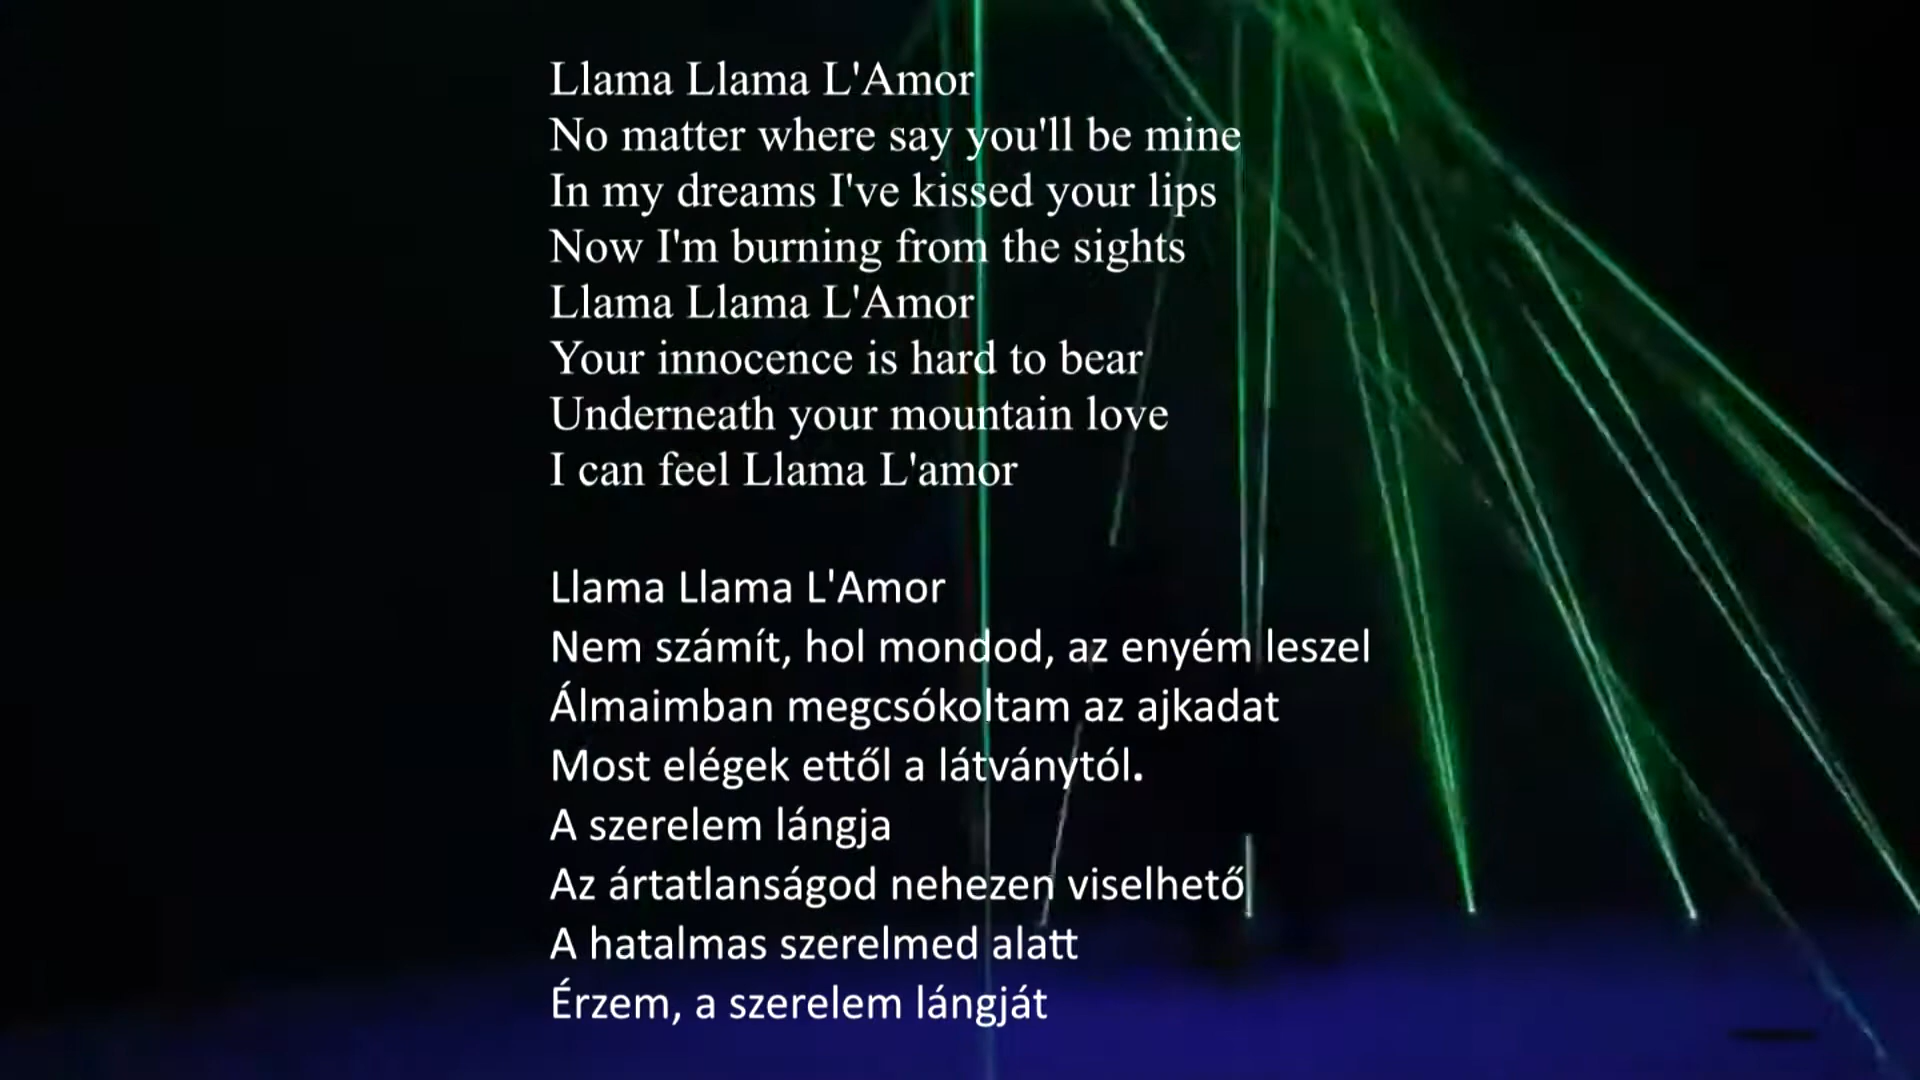 Llama Llama L'Amor
No matter where say you'll be mine
In my dreams I've kissed your lips
Now I'm burning from the sights
Llama Llama L'Amor
Your innocence is hard to bear
Underneath your mountain love
I can feel Llama L'amor
Llama Llama L'Amor
Nem számít, hol mondod, az enyém leszel
Álmaimban megcsókoltam az ajkadat
Most elégek ettől a látványtól.
A szerelem lángja
Az ártatlanságod nehezen viselhető
A hatalmas szerelmed alatt
Érzem, a szerelem lángját